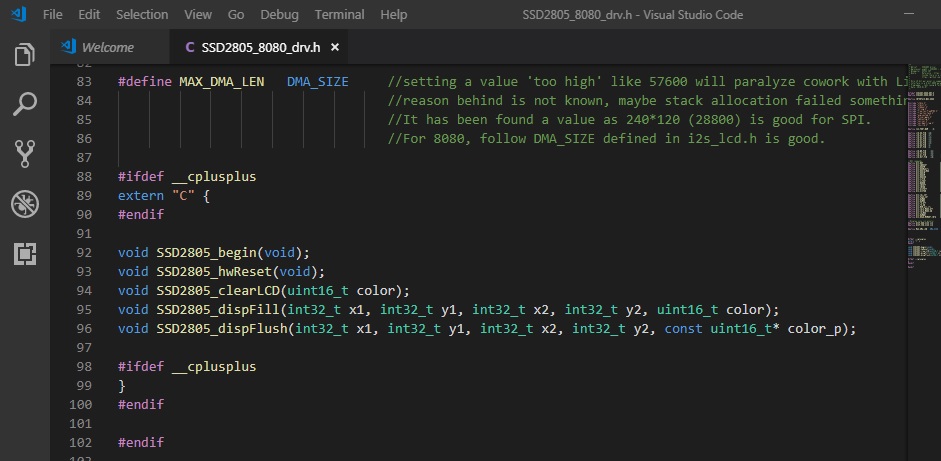 File Edit Selection View Go Debug Terminal Help SSD2805_8080_drv.h - Visual Studio Code
Welcome C SSD2805_8080_drv.h ×
83 #define MAX_DMA_LEN DMA_SIZE //setting a value 'too high' like 57600 will paralyze cowork with Li
84 //reason behind is not known, maybe stack allocation failed somethin
85 //It has been found a value as 240*120 (28800) is good for SPI.
86 //For 8080, follow DMA_SIZE defined in i2s_lcd.h is good.
87
88 #ifdef __cplusplus
89 extern "C" {
90 #endif
91
92 void SSD2805_begin(void);
93 void SSD2805_hwReset(void);
94 void SSD2805_clearLCD(uint16_t color);
95 void SSD2805_dispFill(int32_t x1, int32_t y1, int32_t x2, int32_t y2, uint16_t color);
96 void SSD2805_dispFlush(int32_t x1, int32_t y1, int32_t x2, int32_t y2, const uint16_t* color_p);
97
98 #ifdef __cplusplus
99 }
100 #endif
101
102 #endif